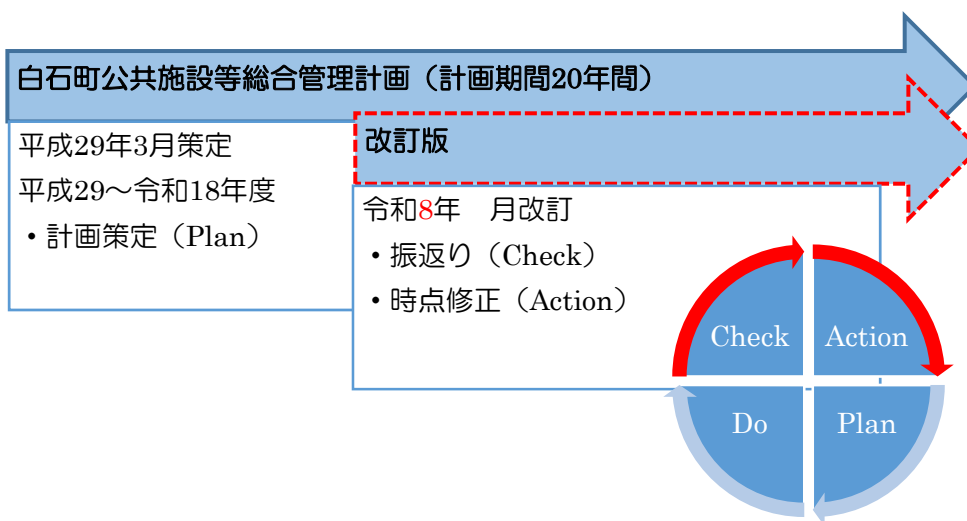 白石町公共施設等総合管理計画（計画期間20年間）
平成29年3月策定
平成29～令和18年度
・計画策定（Plan）
改訂版
令和8年　月改訂
・振返り（Check）
・時点修正（Action）
Check
Action
Do
Plan